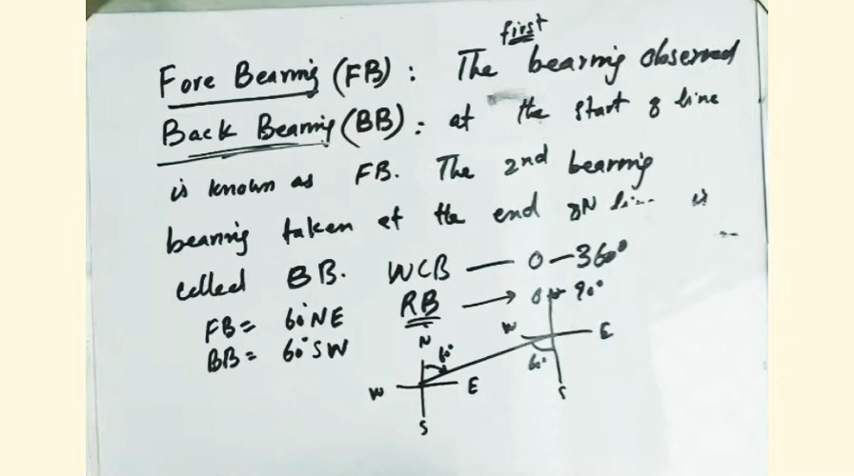 first
Fore Bearing (FB) : The bearing observed
Back Bearing (BB) : at the start of line
is known as FB. The 2nd bearing
bearing taken at the end of line is
called BB. WCB — 0 — 360°
FB = 60° NE RB → 0 90°
BB = 60° SW
N 60° W E
W E 60°
S S